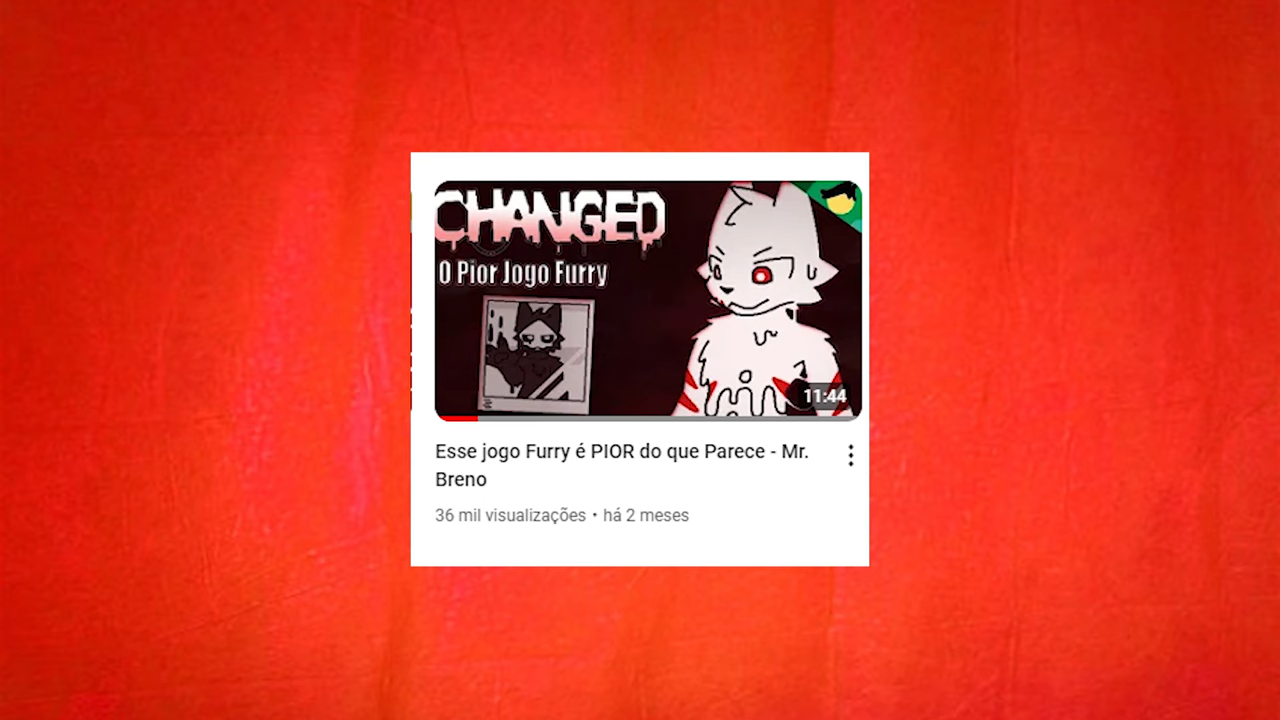 CHANGED
O Pior Jogo Furry
11:44
Esse jogo Furry é PIOR do que Parece - Mr.
Breno
36 mil visualizações • há 2 meses